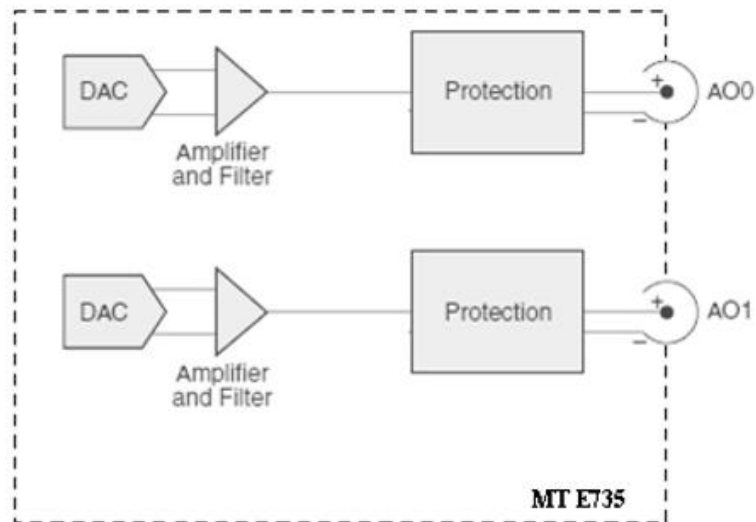 DAC
Amplifier
and Filter
Protection
+
−
AO0
DAC
Amplifier
and Filter
Protection
+
−
AO1
MT E735